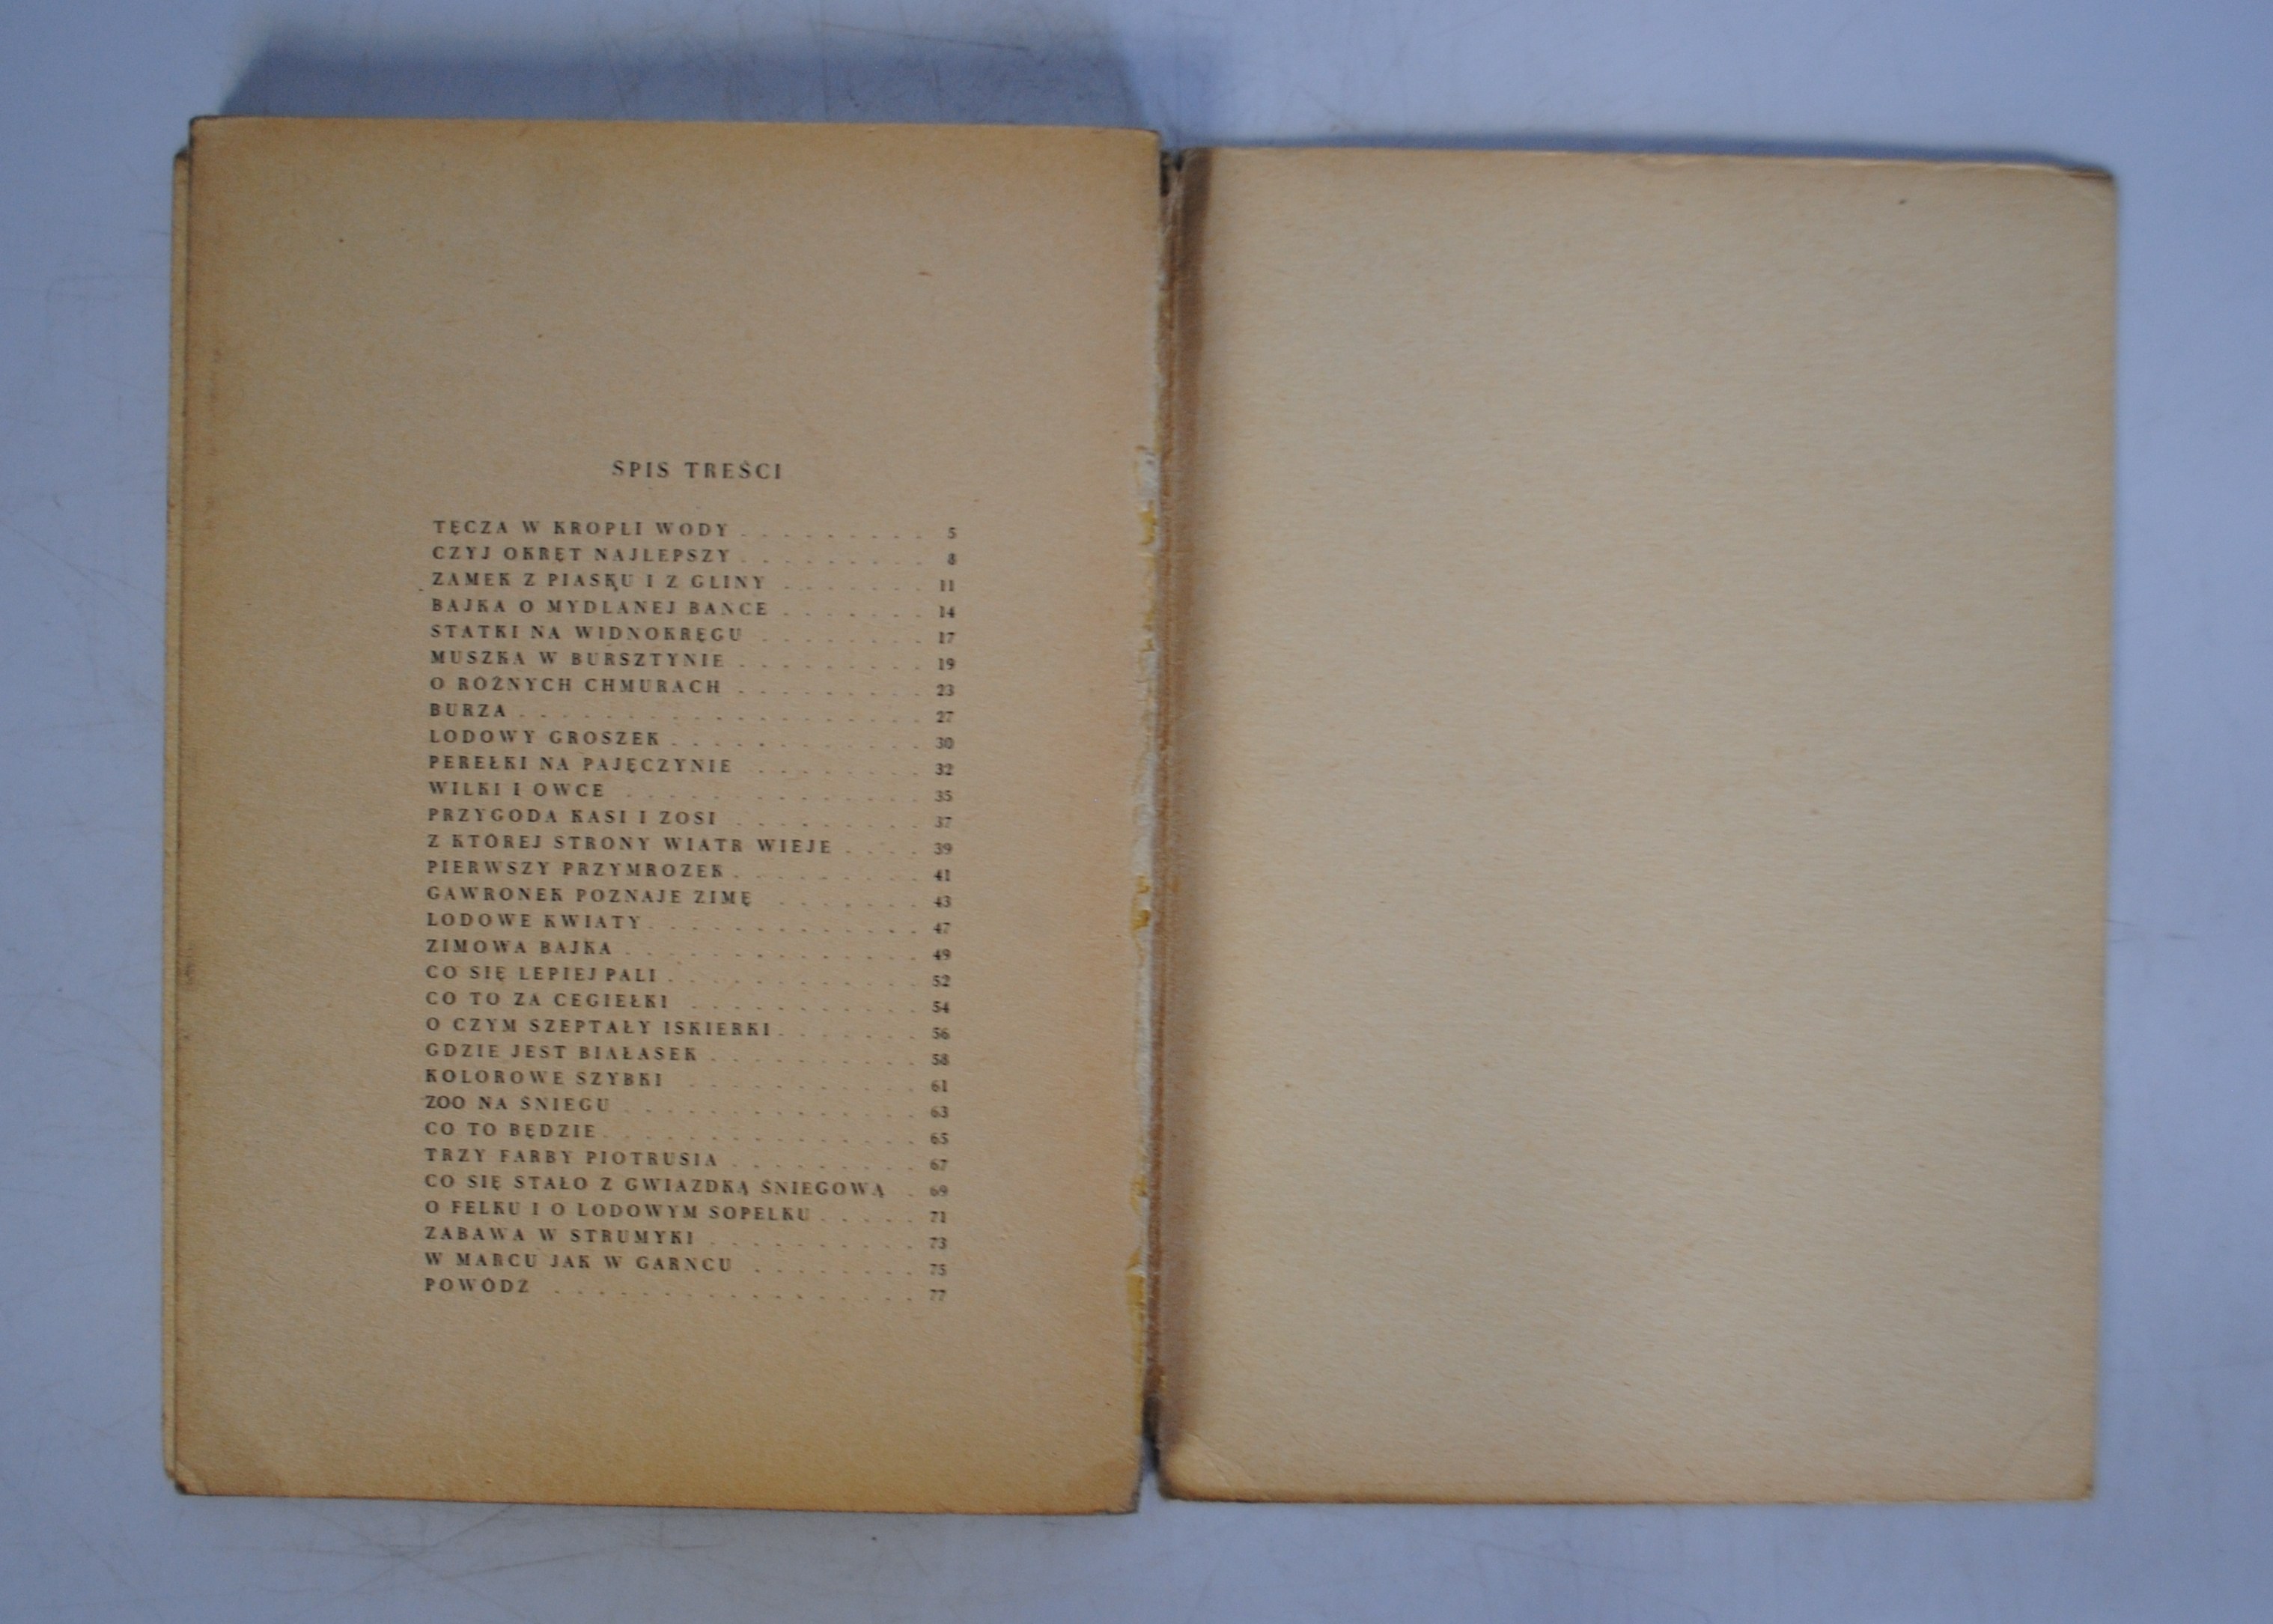 SPIS TREŚCI
TĘCZA W KROPLI WODY . . . . . . . . . 5
CZYJ OKRĘT NAJLEPSZY . . . . . . . . . 8
ZAMEK Z PIASKU I Z GLINY . . . . . . . 11
BAJKA O MYDLANEJ BAŃCE . . . . . . . 14
STATKI NA WIDNOKRĘGU . . . . . . . . 17
MUSZKA W BURSZTYNIE . . . . . . . . . 19
O RÓŻNYCH CHMURACH . . . . . . . . . 23
BURZA . . . . . . . . . . . . . . . . . . . 27
LODOWY GROSZEK . . . . . . . . . . . . 30
PEREŁKI NA PAJĘCZYNIE . . . . . . . . 32
WILKI I OWCE . . . . . . . . . . . . . . 35
PRZYGODA KASI I ZOSI . . . . . . . . . 37
Z KTÓREJ STRONY WIATR WIEJE . . . . 39
PIERWSZY PRZYMROZEK . . . . . . . . . 41
GAWRONEK POZNAJE ZIMĘ . . . . . . . 43
LODOWE KWIATY . . . . . . . . . . . . . 47
ZIMOWA BAJKA . . . . . . . . . . . . . . 49
CO SIĘ LEPIEJ PALI . . . . . . . . . . . . 52
CO TO ZA CEGIEŁKI . . . . . . . . . . . 54
O CZYM SZEPTAŁY ISKIERKI . . . . . . . 56
GDZIE JEST BIAŁASEK . . . . . . . . . . 58
KOLOROWE SZYBKI . . . . . . . . . . . 61
ZOO NA ŚNIEGU . . . . . . . . . . . . . . 63
CO TO BĘDZIE . . . . . . . . . . . . . . . 65
TRZY FARBY PIOTRUSIA . . . . . . . . . 67
CO SIĘ STAŁO Z GWIAZDKĄ ŚNIEGOWĄ . 69
O FELKU I O LODOWYM SOPELKU . . . . . 71
ZABAWA W STRUMYKI . . . . . . . . . . 73
W MARCU JAK W GARNCU . . . . . . . . 75
POWÓDŹ . . . . . . . . . . . . . . . . . 77